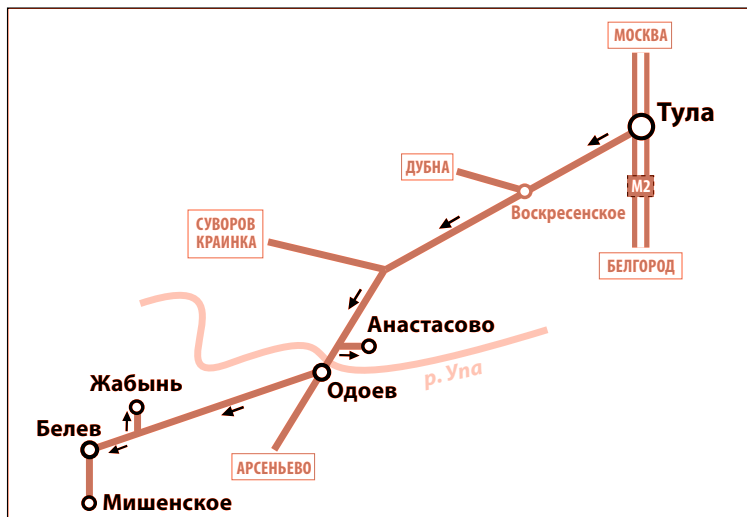 МОСКВА
Тула
ДУБНА
М2
Воскресенское
СУВОРОВ
КРАИНКА
БЕЛГОРОД
Анастасово
р. Упа
Жабынь
Одоев
Белев
АРСЕНЬЕВО
Мишенское